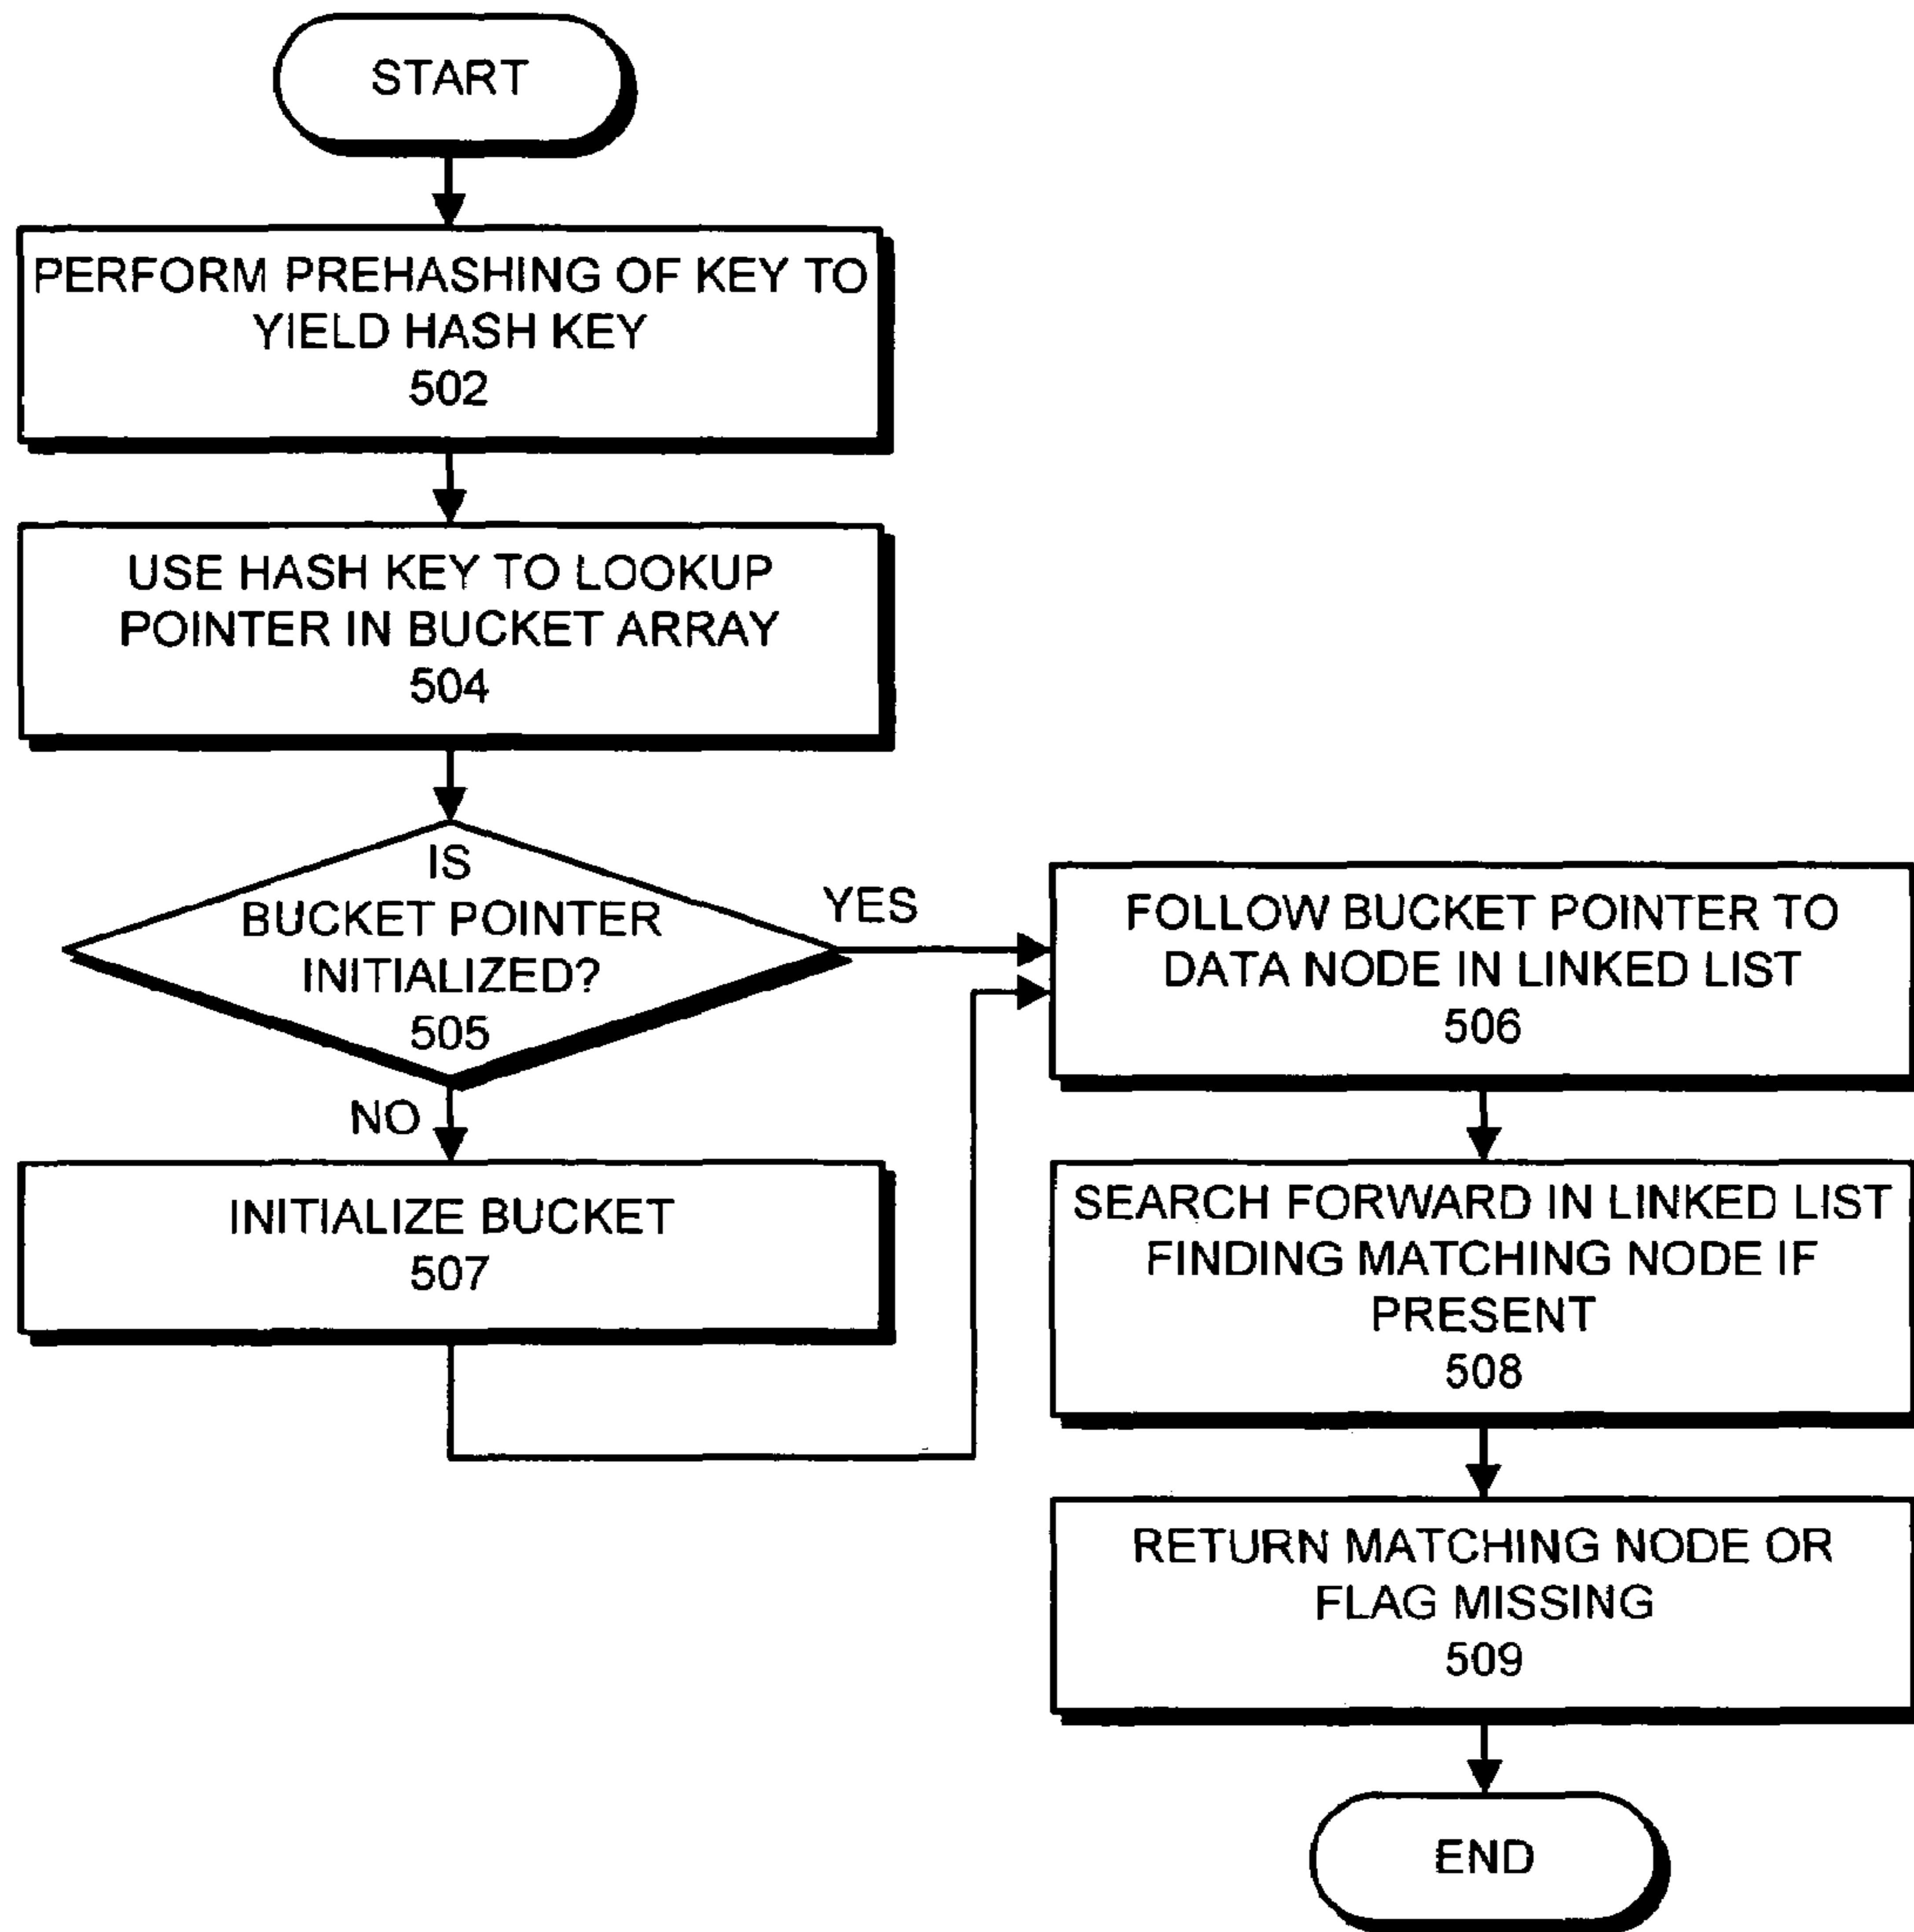 START
PERFORM PREHASHING OF KEY TO
YIELD HASH KEY
502
USE HASH KEY TO LOOKUP
POINTER IN BUCKET ARRAY
504
IS
BUCKET POINTER
INITIALIZED?
505
YES
NO
INITIALIZE BUCKET
507
FOLLOW BUCKET POINTER TO
DATA NODE IN LINKED LIST
506
SEARCH FORWARD IN LINKED LIST
FINDING MATCHING NODE IF
PRESENT
508
RETURN MATCHING NODE OR
FLAG MISSING
509
END